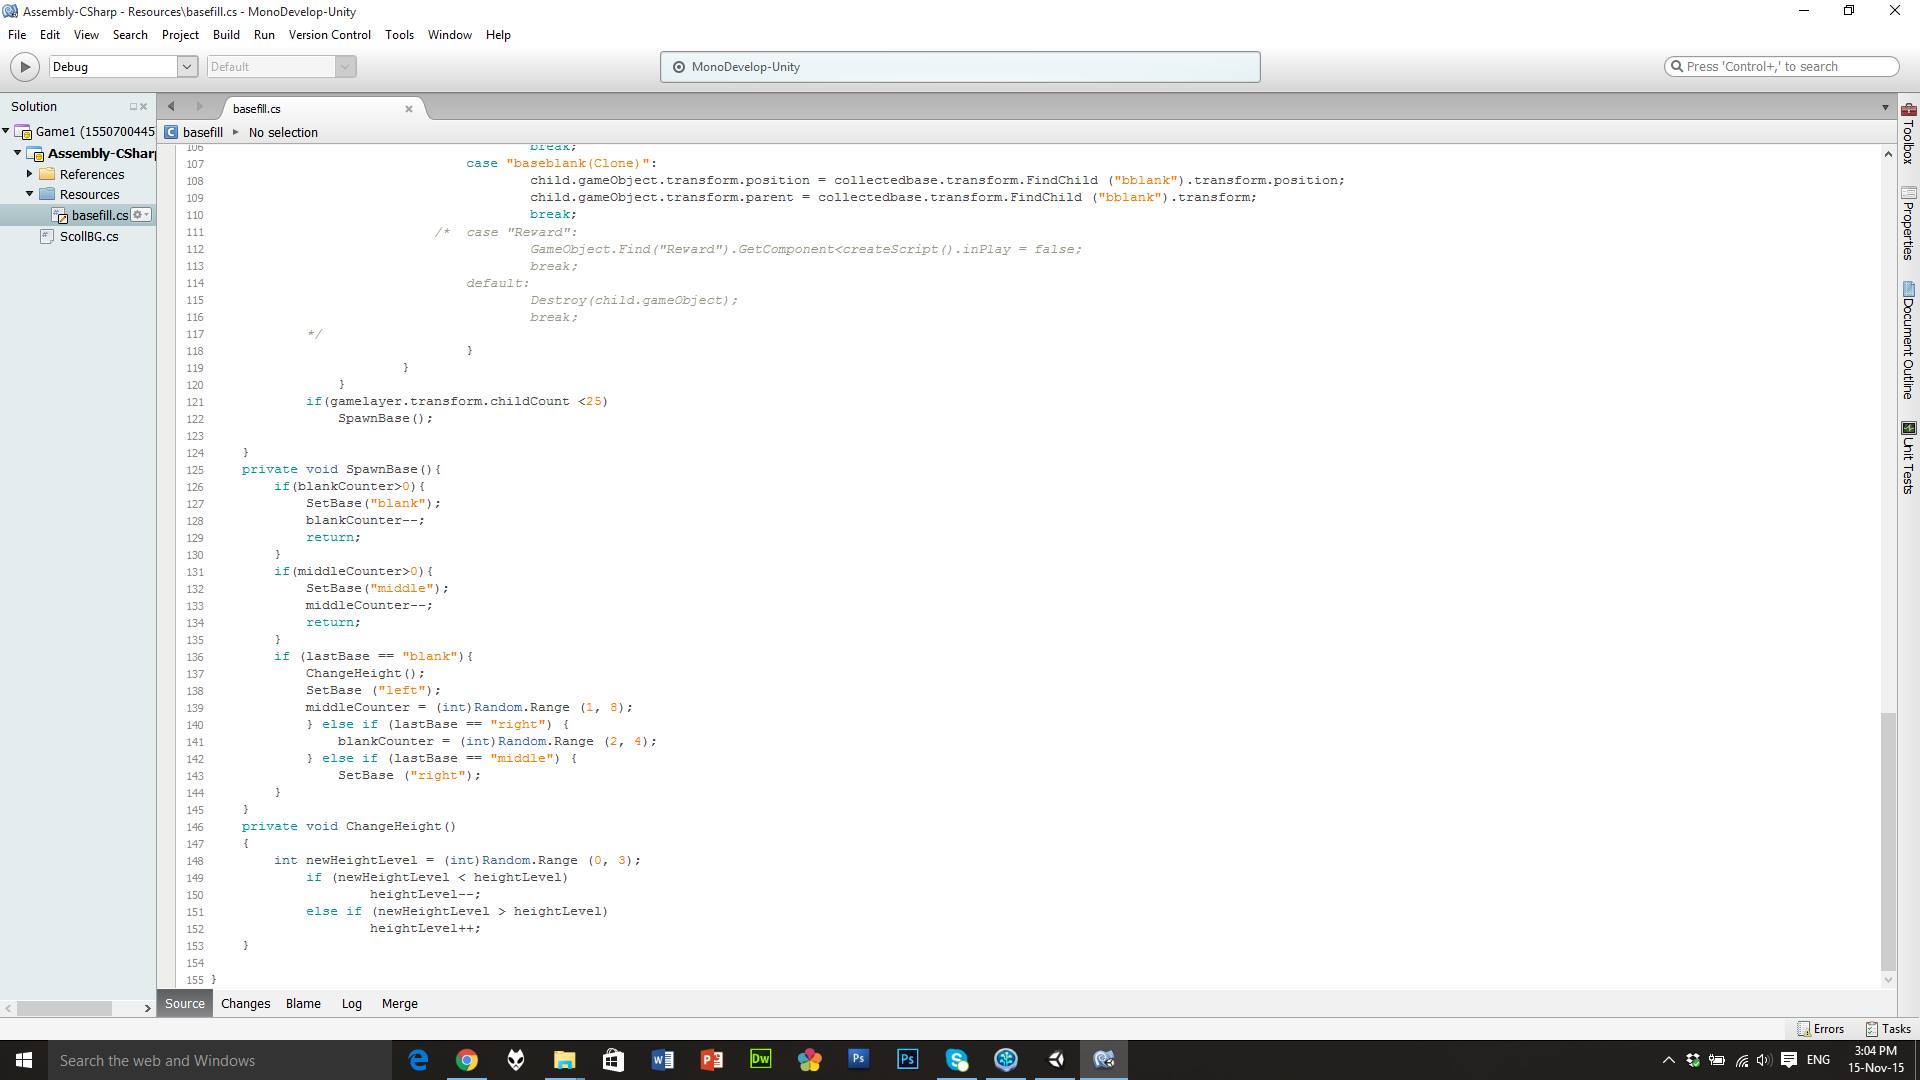 Assembly-CSharp - Resources\basefill.cs - MonoDevelop-Unity
File Edit View Search Project Build Run Version Control Tools Window Help
Debug Default MonoDevelop-Unity Press 'Control+,' to search
Solution
basefill.cs
Game1 (1550700445
Assembly-CShar
References
Resources
basefill.cs
ScollBG.cs
basefill No selection
106 break;
107 case "baseblank(Clone)":
108 child.gameObject.transform.position = collectedbase.transform.FindChild ("bblank").transform.position;
109 child.gameObject.transform.parent = collectedbase.transform.FindChild ("bblank").transform;
110 break;
111 /* case "Reward":
112 GameObject.Find("Reward").GetComponent<createScript().inPlay = false;
113 break;
114 default:
115 Destroy(child.gameObject);
116 break;
117 */
118 }
119 }
120 }
121 if(gamelayer.transform.childCount <25)
122 SpawnBase();
123
124 }
125 private void SpawnBase(){
126 if(blankCounter>0){
127 SetBase("blank");
128 blankCounter--;
129 return;
130 }
131 if(middleCounter>0){
132 SetBase("middle");
133 middleCounter--;
134 return;
135 }
136 if (lastBase == "blank"){
137 ChangeHeight();
138 SetBase ("left");
139 middleCounter = (int)Random.Range (1, 8);
140 } else if (lastBase == "right") {
141 blankCounter = (int)Random.Range (2, 4);
142 } else if (lastBase == "middle") {
143 SetBase ("right");
144 }
145 }
146 private void ChangeHeight()
147 {
148 int newHeightLevel = (int)Random.Range (0, 3);
149 if (newHeightLevel < heightLevel)
150 heightLevel--;
151 else if (newHeightLevel > heightLevel)
152 heightLevel++;
153 }
154
155 }
Toolbox
Properties
Document Outline
Unit Tests
Source Changes Blame Log Merge
Errors Tasks
Search the web and Windows
ENG
3:04 PM
15-Nov-15